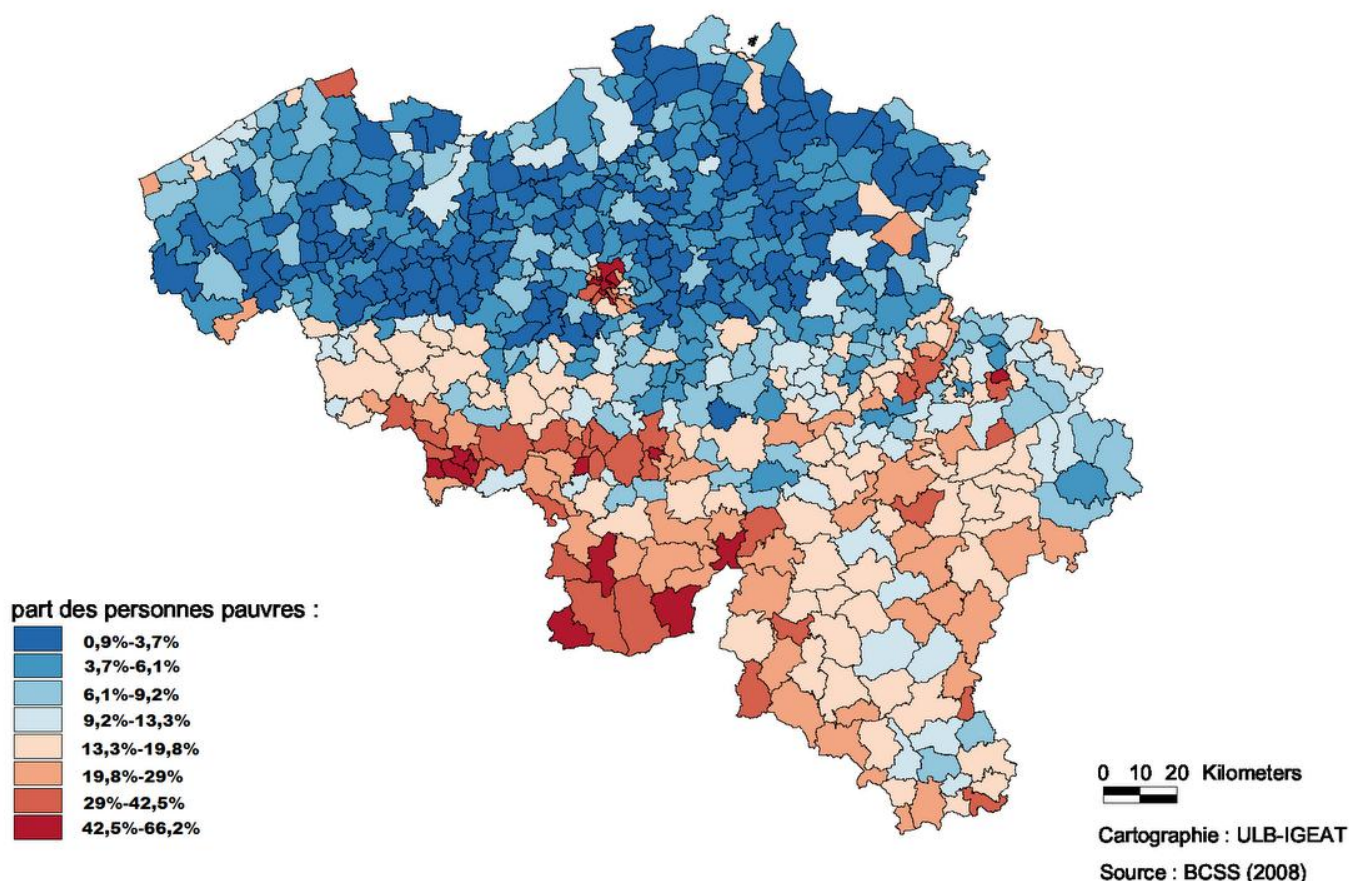 part des personnes pauvres :
0,9%-3,7%
3,7%-6,1%
6,1%-9,2%
9,2%-13,3%
13,3%-19,8%
19,8%-29%
29%-42,5%
42,5%-66,2%
0 10 20 Kilometers
Cartographie : ULB-IGEAT
Source : BCSS (2008)